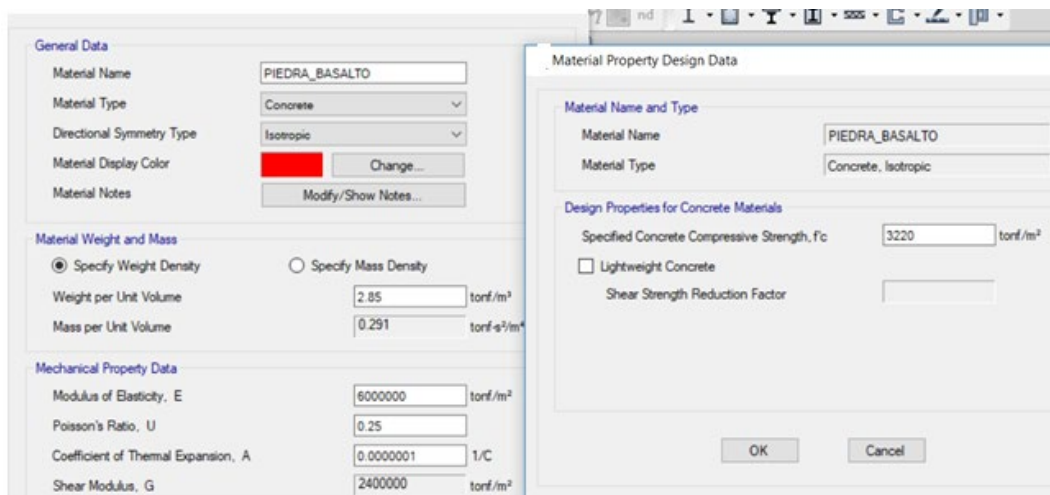 nd
General Data
Material Name PIEDRA_BASALTO
Material Type Concrete
Directional Symmetry Type Isotropic
Material Display Color Change...
Material Notes Modify/Show Notes...
Material Weight and Mass
Specify Weight Density Specify Mass Density
Weight per Unit Volume 2.85 tonf/m³
Mass per Unit Volume 0.291 tonf-s²/m⁴
Mechanical Property Data
Modulus of Elasticity, E 6000000 tonf/m²
Poisson's Ratio, U 0.25
Coefficient of Thermal Expansion, A 0.0000001 1/C
Shear Modulus, G 2400000 tonf/m²
Material Property Design Data
Material Name and Type
Material Name PIEDRA_BASALTO
Material Type Concrete, Isotropic
Design Properties for Concrete Materials
Specified Concrete Compressive Strength, f'c 3220 tonf/m²
Lightweight Concrete
Shear Strength Reduction Factor
OK Cancel